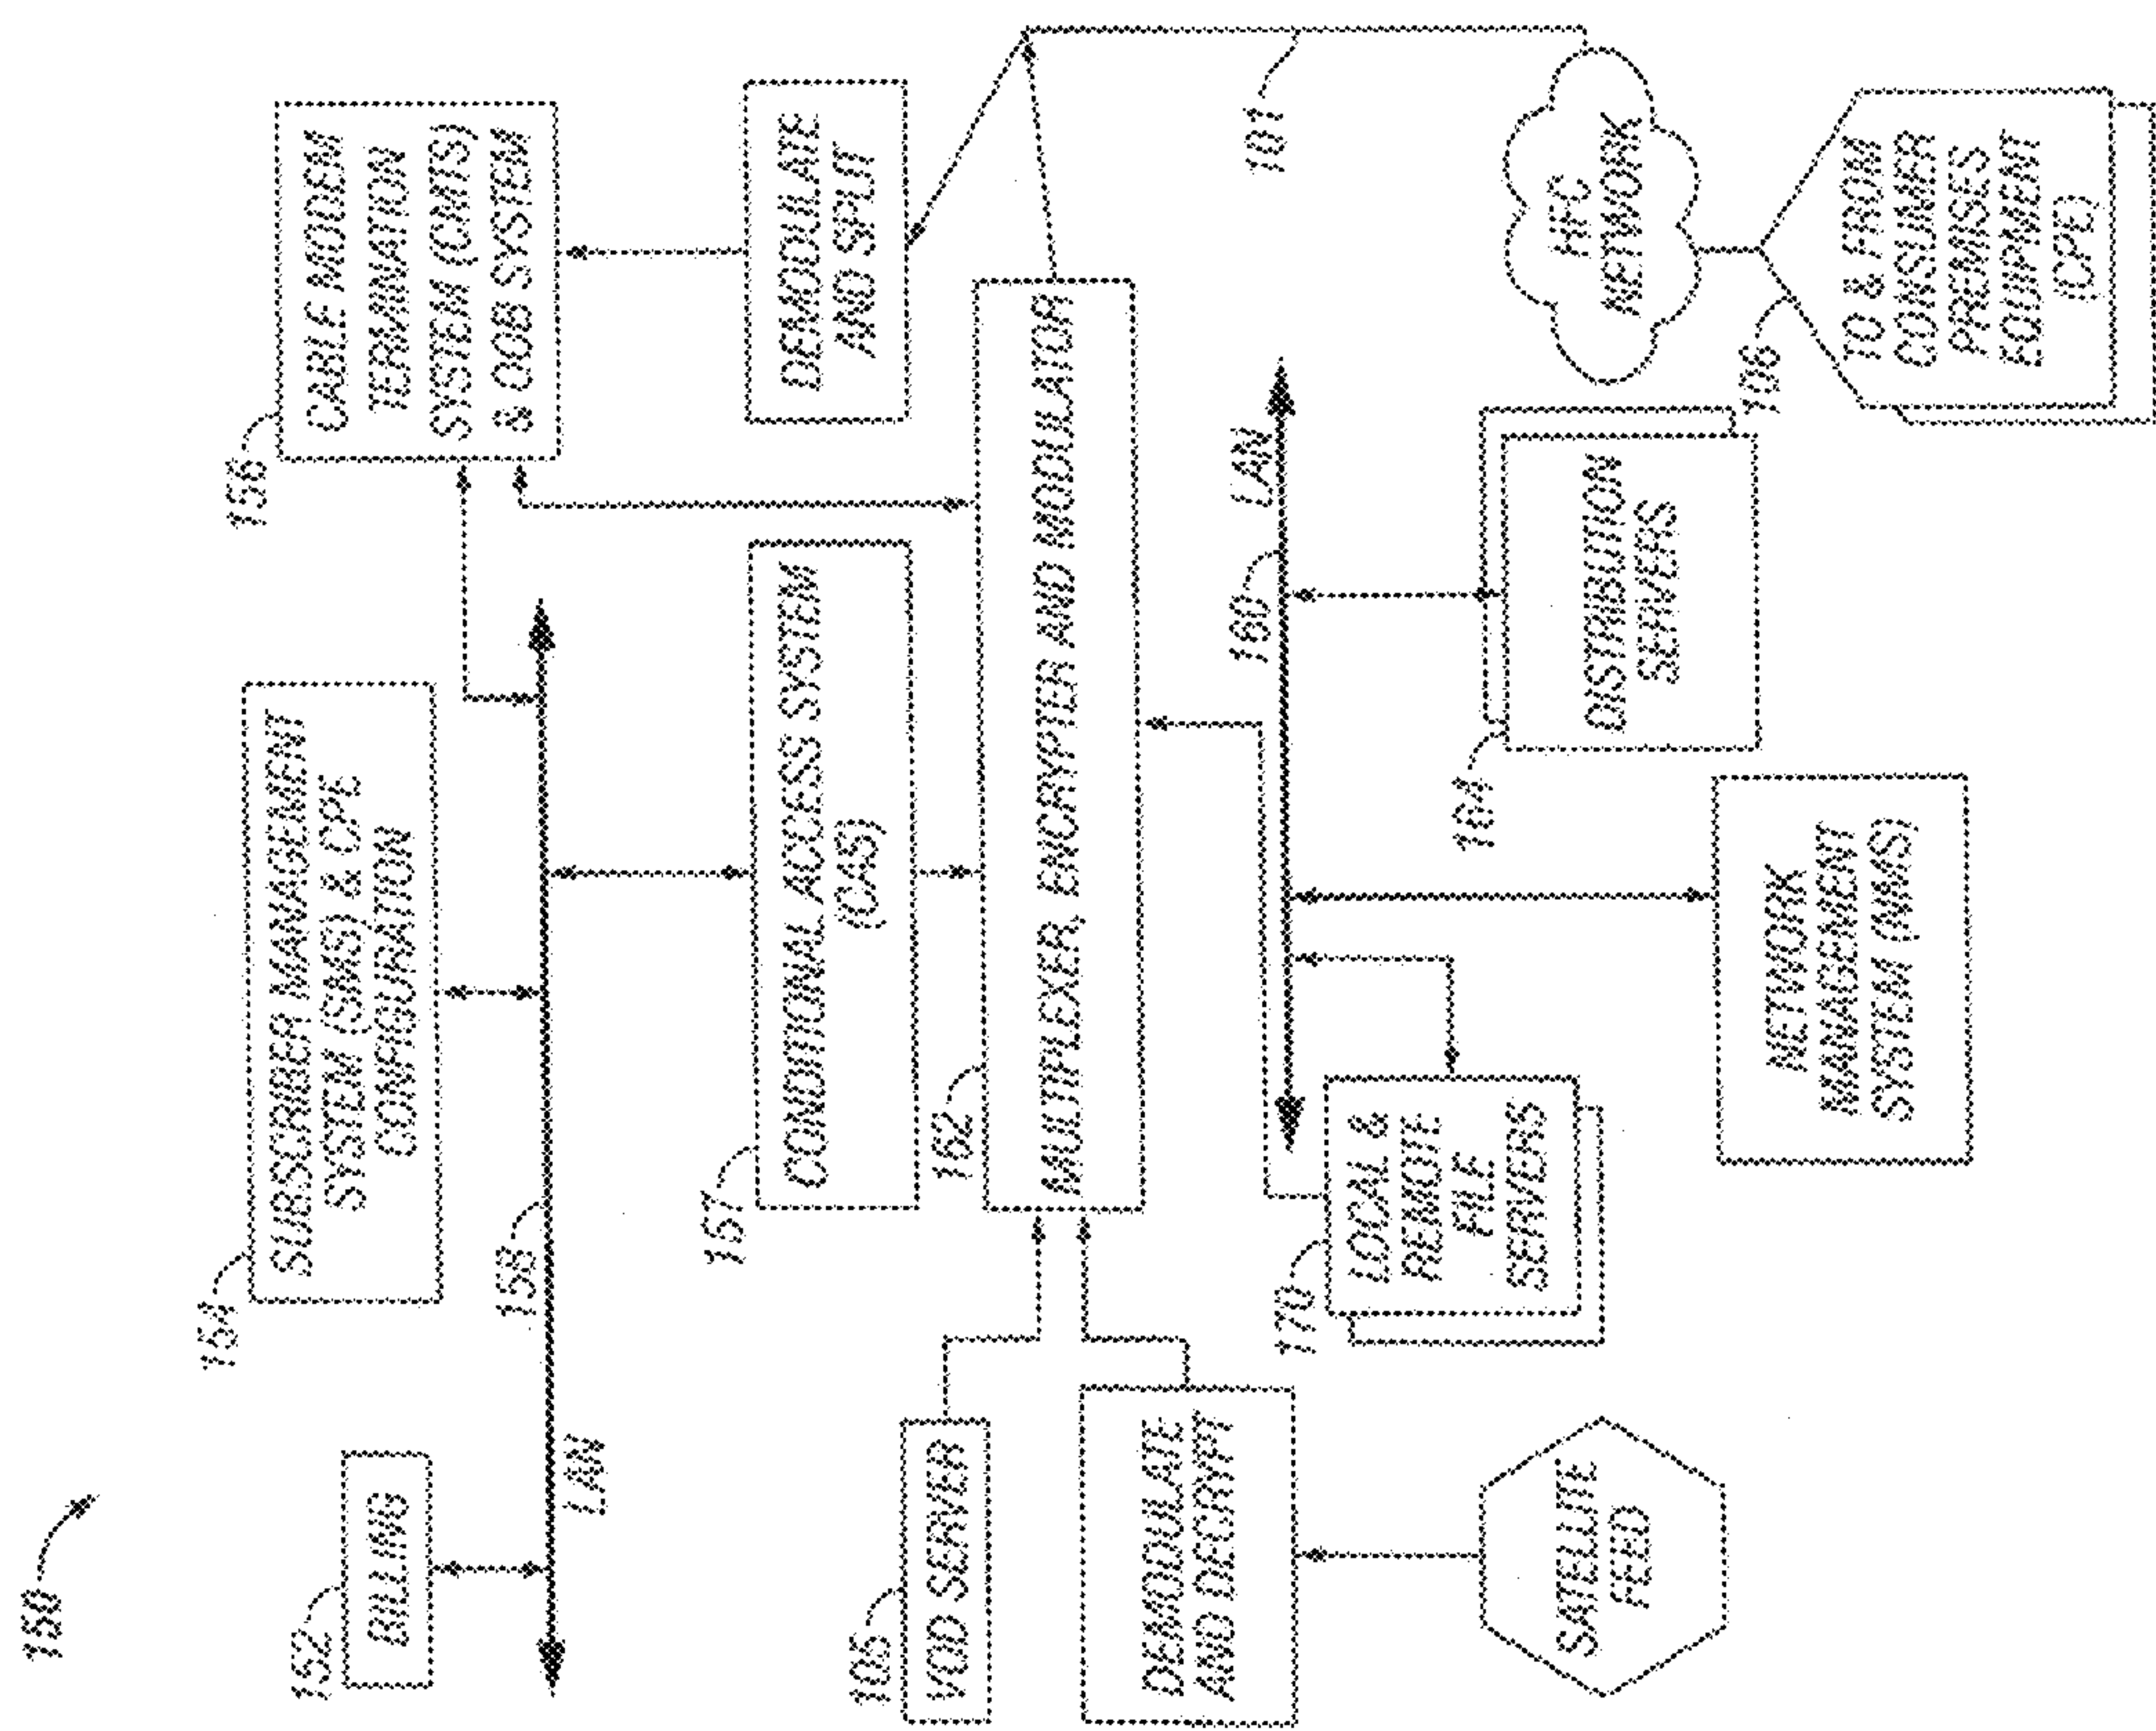 150
152
BILLING
154
SUBSCRIBER MANAGEMENT
SYSTEM (SMS) & CPE
CONFIGURATION
156
CABLE MODEM
TERMINATION
SYSTEM (CMTS)
& OOB SYSTEM
LAN
158
157
CONDITIONAL ACCESS SYSTEM
(CAS)
DEMODULATE
AND SPLIT
105
VOD SERVER
162
MULTIPLEXER, ENCRYPTER AND MODULATOR
DEMODULATE
AND DECRYPT
160
LAN
101
170
LOCAL &
REMOTE
FILE
SERVERS
104
DISTRIBUTION
SERVERS
HFC
NETWORK
SATELLITE
FEED
NETWORK
MANAGEMENT
SYSTEM (NMS)
106
TO & FROM
CONSUMER
PREMISES
EQUIPMENT
(CPE)